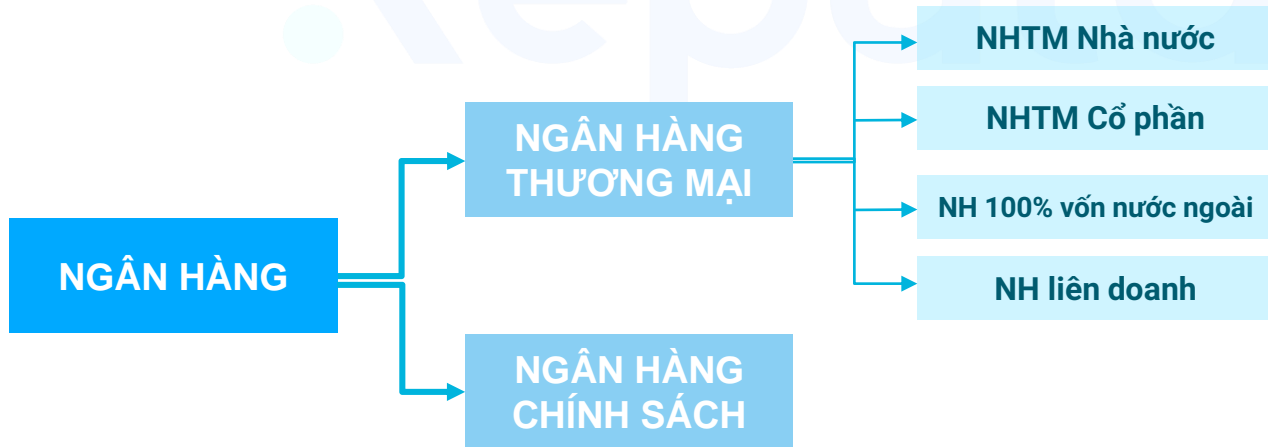 NHTM Nhà nước
NGÂN HÀNG
THƯƠNG MẠI
NHTM Cổ phần
NH 100% vốn nước ngoài
NGÂN HÀNG
NH liên doanh
NGÂN HÀNG
CHÍNH SÁCH